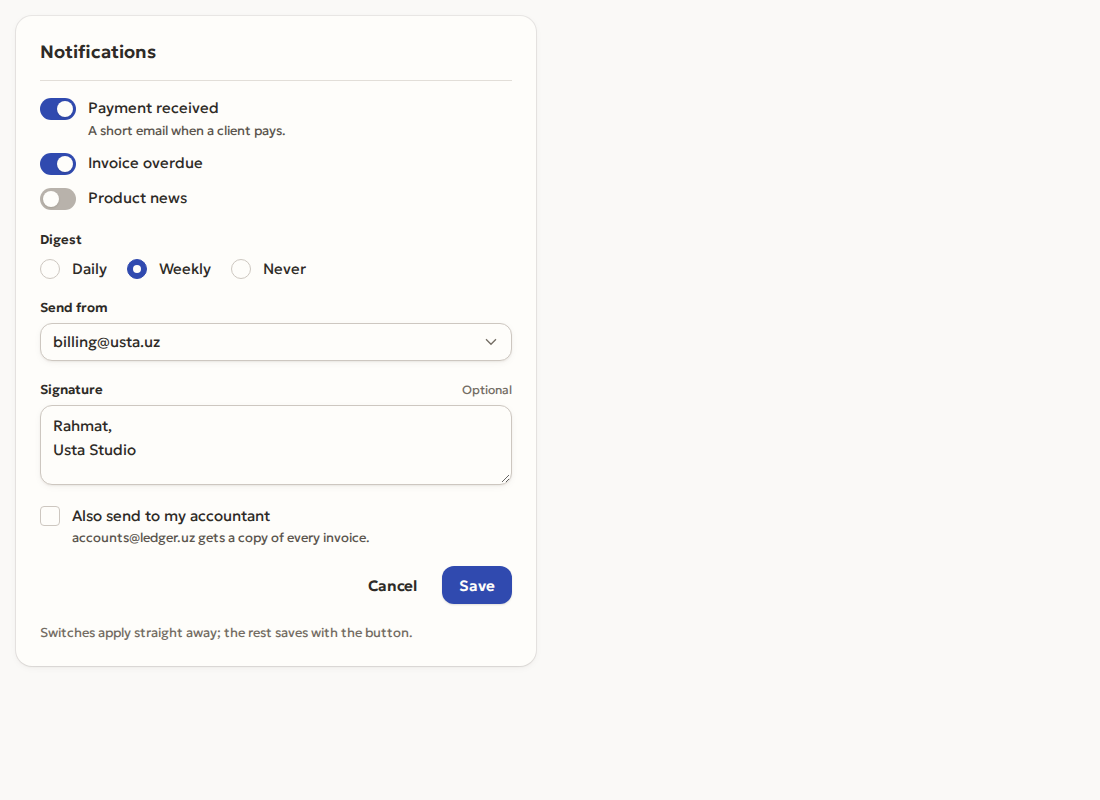 Notifications
Payment received
A short email when a client pays.
Invoice overdue
Product news
Digest
Daily Weekly Never
Send from
billing@usta.uz
Signature Optional
Rahmat,
Usta Studio
Also send to my accountant
accounts@ledger.uz gets a copy of every invoice.
Cancel Save
Switches apply straight away; the rest saves with the button.